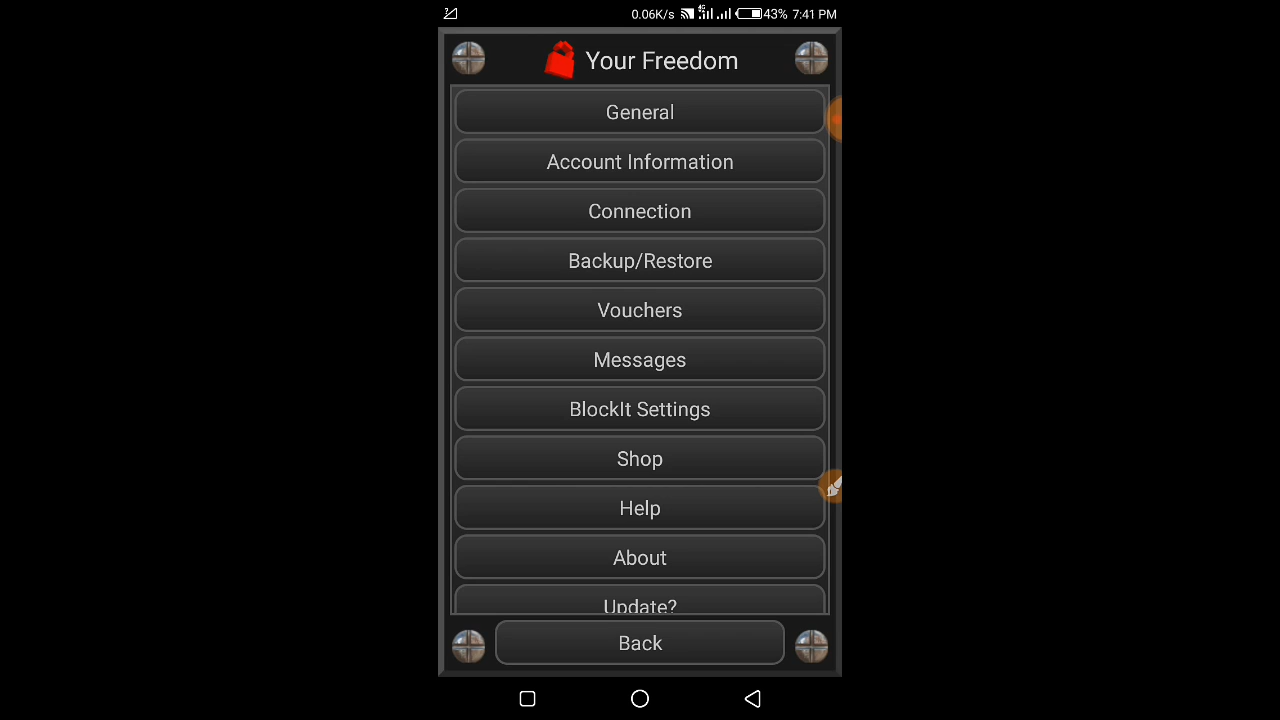 0.06K/s 4G 43% 7:41 PM
Your Freedom
General
Account Information
Connection
Backup/Restore
Vouchers
Messages
BlockIt Settings
Shop
Help
About
Update?
Back